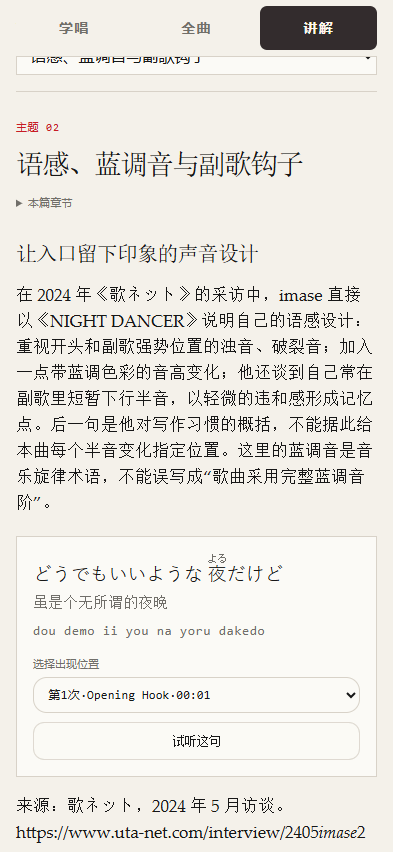 学唱 全曲 讲解
语感、蓝调音与副歌钩子
主题 02
语感、蓝调音与副歌钩子
▶ 本篇章节
让入口留下印象的声音设计
在 2024 年《歌ネット》的采访中，imase 直接
以《NIGHT DANCER》说明自己的语感设计：
重视开头和副歌强势位置的浊音、破裂音；加入
一点带蓝调色彩的音高变化；他还谈到自己常在
副歌里短暂下行半音，以轻微的违和感形成记忆
点。后一句是他对写作习惯的概括，不能据此给
本曲每个半音变化指定位置。这里的蓝调音是音
乐旋律术语，不能误写成“歌曲采用完整蓝调音
阶”。
よる
どうでもいいような 夜だけど
虽是个无所谓的夜晚
dou demo ii you na yoru dakedo
选择出现位置
第1次·Opening Hook·00:01
试听这句
来源：歌ネット，2024 年 5 月访谈。
https://www.uta-net.com/interview/2405imase2